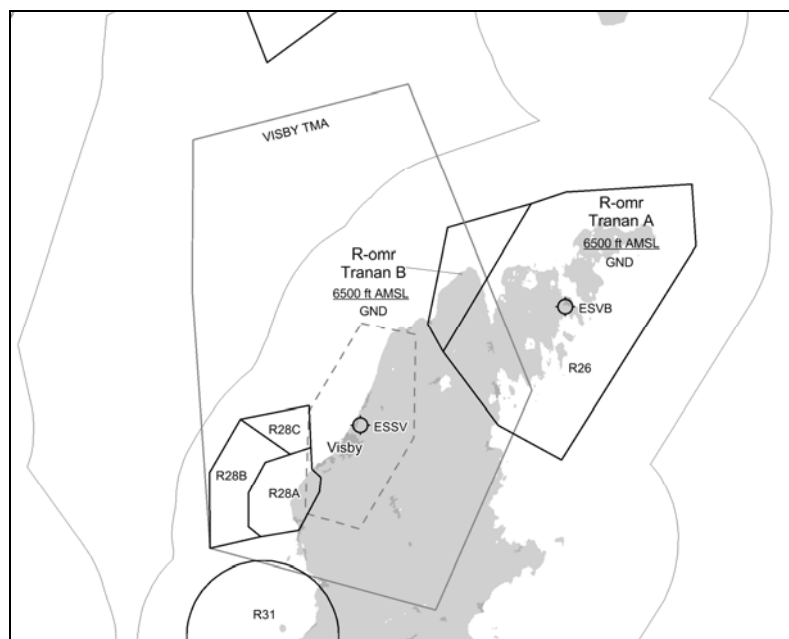 VISBY TMA
R-omr
Tranan A
6500 ft AMSL
GND
R-omr
Tranan B
6500 ft AMSL
GND
ESVB
R26
R28C
ESSV
Visby
R28B
R28A
R31